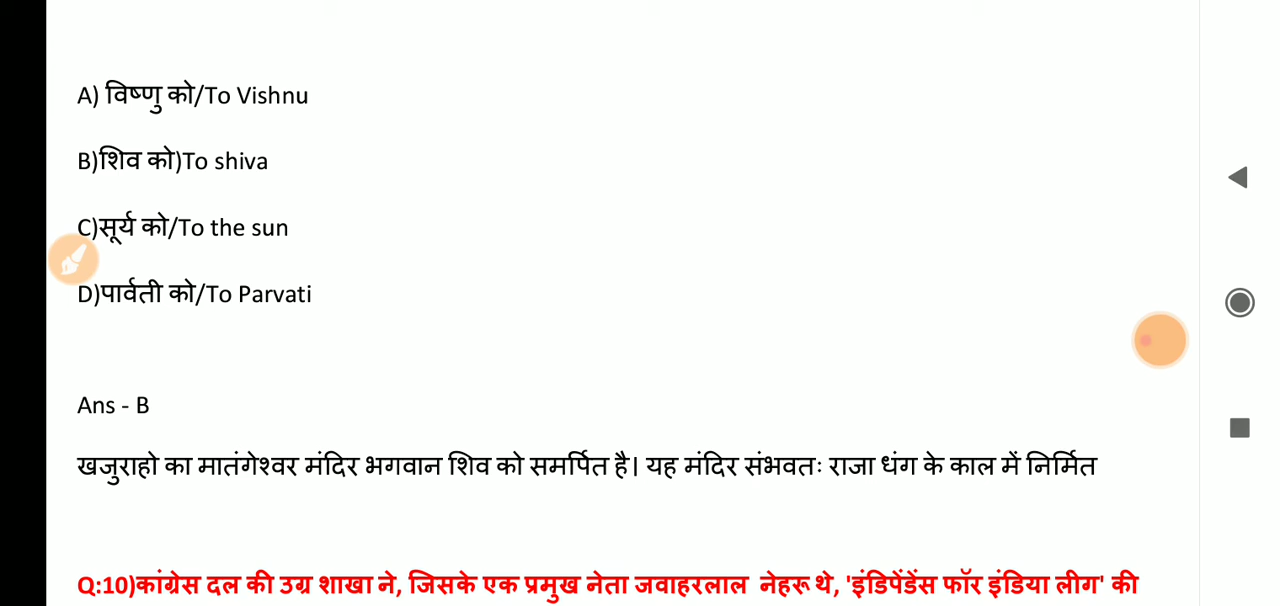 A) विष्णु को/To Vishnu
B)शिव को)To shiva
C)सूर्य को/To the sun
D)पार्वती को/To Parvati
Ans - B
खजुराहो का मातंगेश्वर मंदिर भगवान शिव को समर्पित है। यह मंदिर संभवतः राजा धंग के काल में निर्मित
Q:10)कांग्रेस दल की उग्र शाखा ने, जिसके एक प्रमुख नेता जवाहरलाल नेहरू थे, 'इंडिपेंडेंस फॉर इंडिया लीग' की